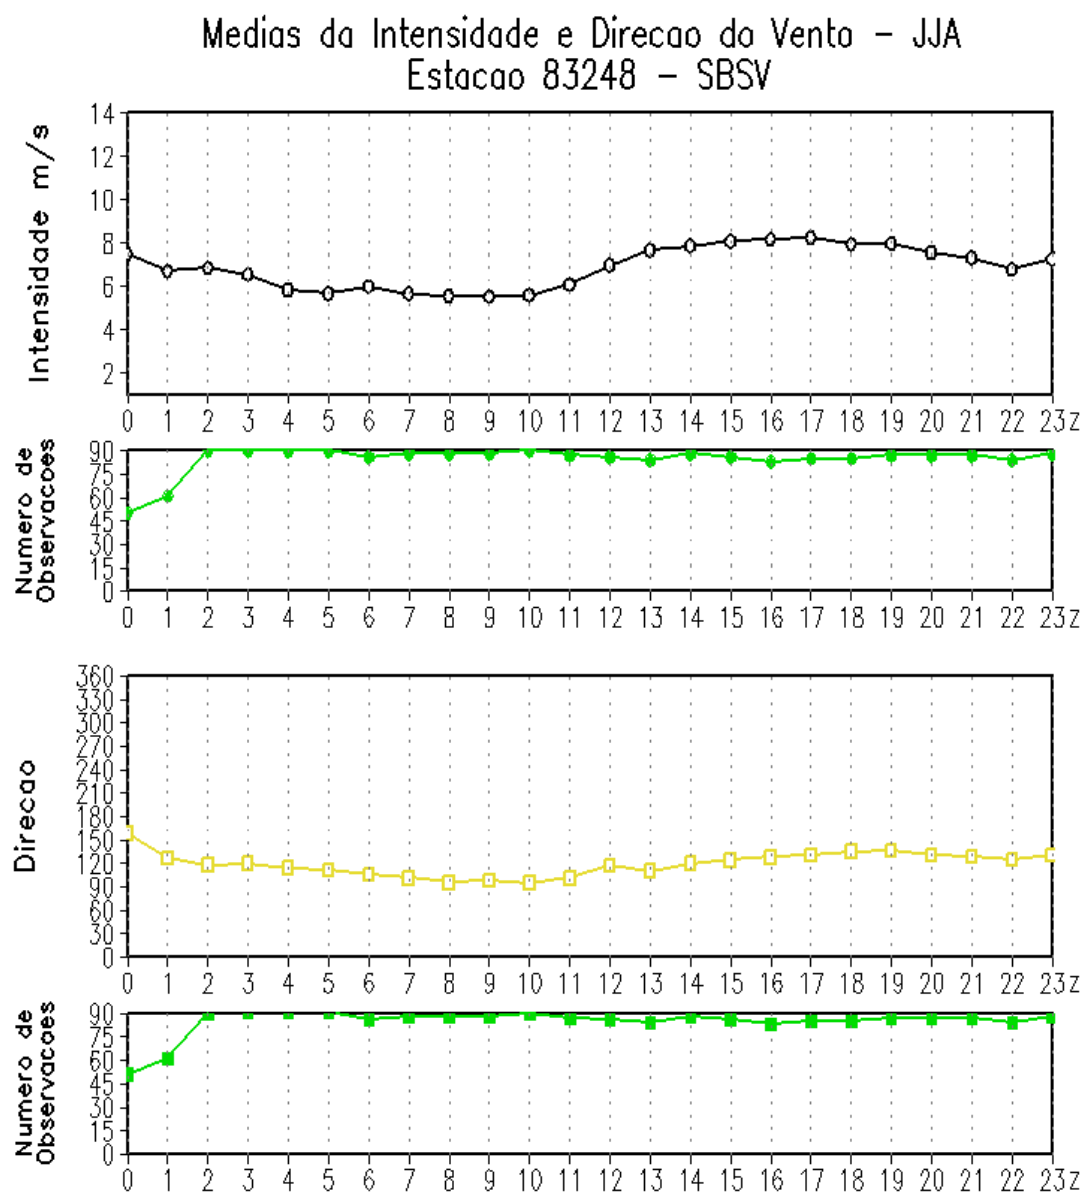 Medias da Intensidade e Direcao do Vento - JJA
Estacao 83248 - SBSV
Intensidade m/s
14
12
10
8
6
4
2
0 1 2 3 4 5 6 7 8 9 10 11 12 13 14 15 16 17 18 19 20 21 22 23z
Numero de
Observacoes
90
75
60
45
30
15
0
0 1 2 3 4 5 6 7 8 9 10 11 12 13 14 15 16 17 18 19 20 21 22 23z
Direcao
360
330
300
270
240
210
180
150
120
90
60
30
0
0 1 2 3 4 5 6 7 8 9 10 11 12 13 14 15 16 17 18 19 20 21 22 23z
Numero de
Observacoes
90
75
60
45
30
15
0
0 1 2 3 4 5 6 7 8 9 10 11 12 13 14 15 16 17 18 19 20 21 22 23z